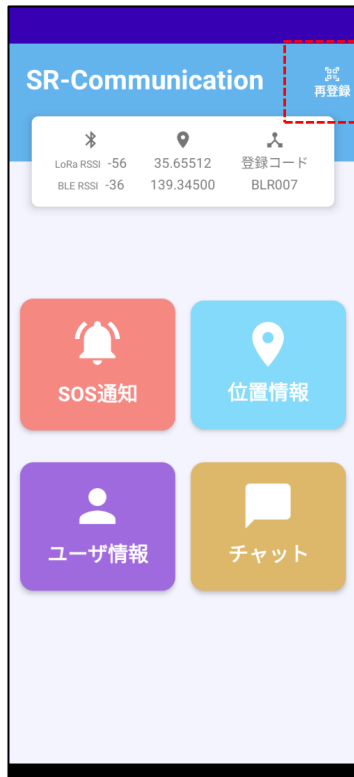 SR-Communication
再登録
LoRa RSSI -56 35.65512 登録コード
BLE RSSI -36 139.34500 BLR007
SOS通知 位置情報
ユーザ情報 チャット